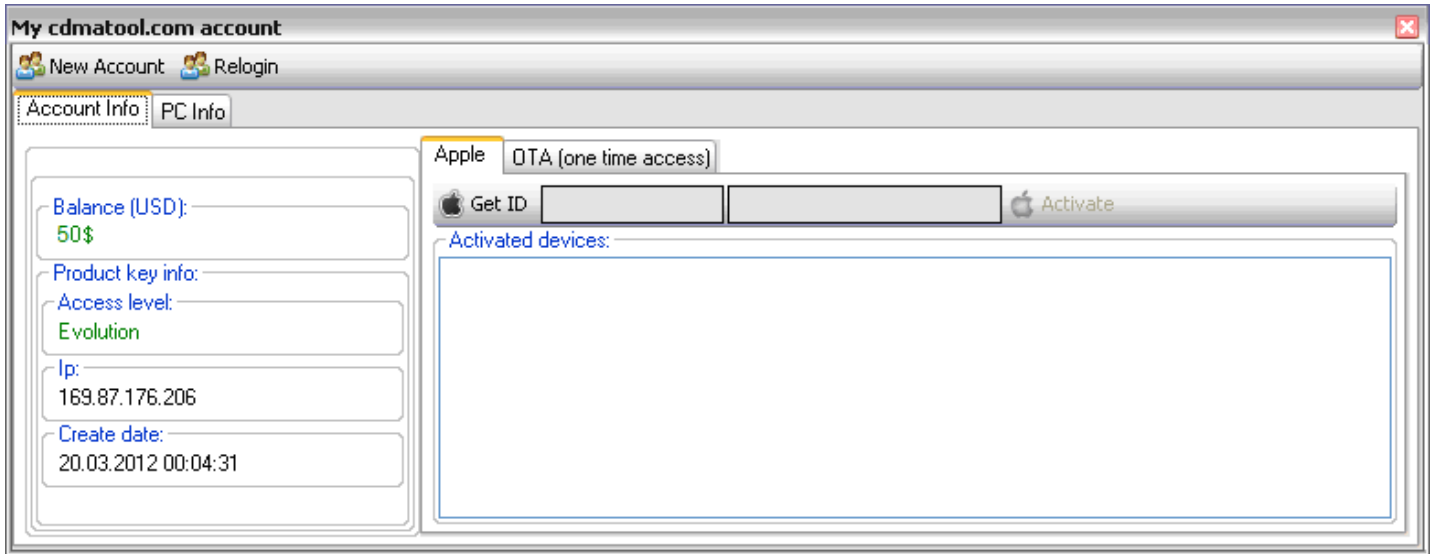 My cdmatool.com account
New Account Relogin
Account Info PC Info
Apple OTA (one time access)
Get ID Activate
Balance (USD):
50$
Product key info:
Access level:
Evolution
Ip:
169.87.176.206
Create date:
20.03.2012 00:04:31
Activated devices: